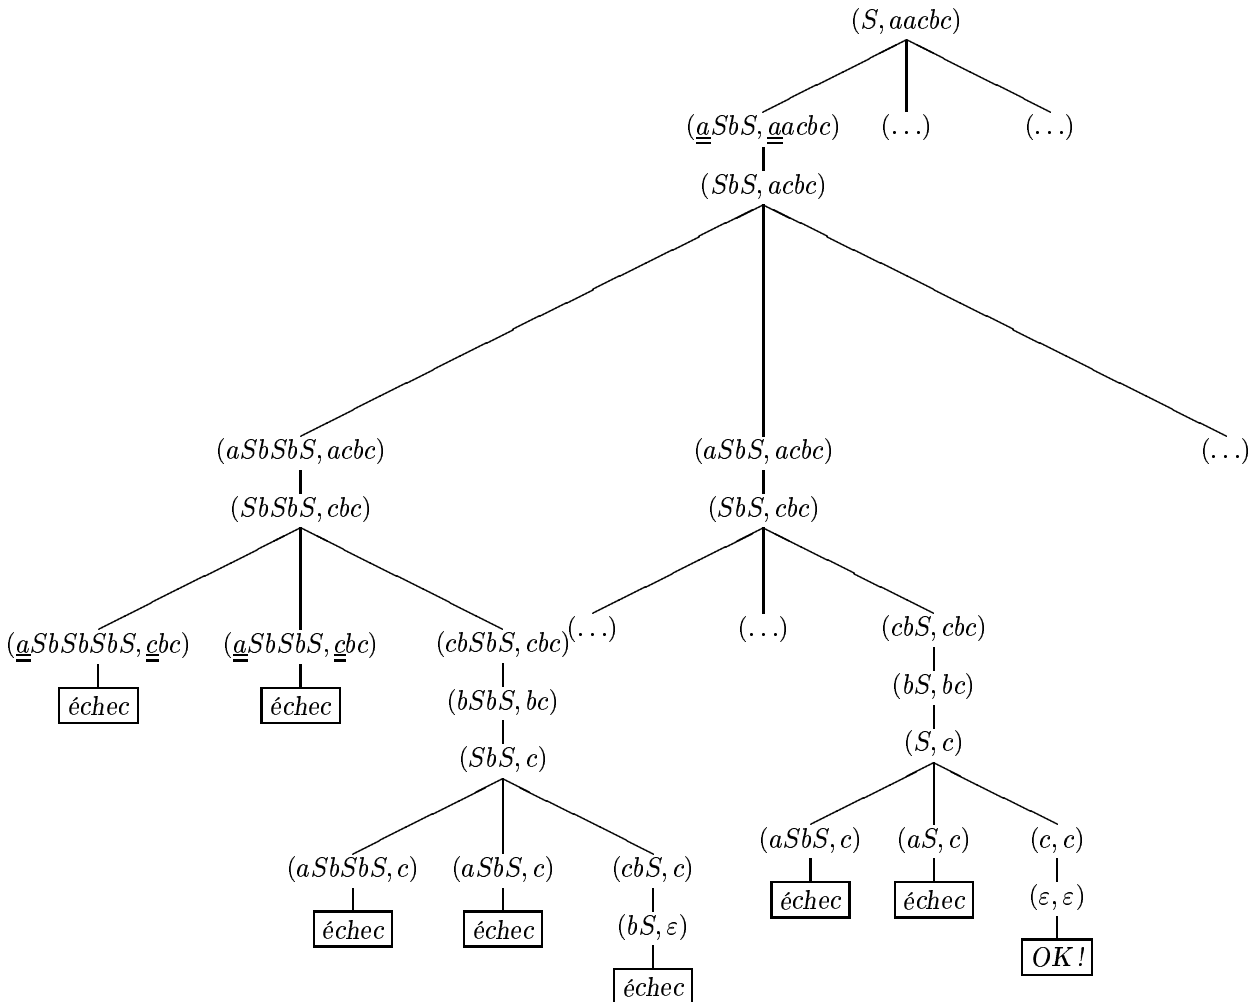 (S, aacbc)
(aSbS, aacbc) (...) (...)
(SbS, acbc)
(aSbSbS, acbc) (aSbS, acbc) (...)
(SbSbS, cbc) (SbS, cbc)
(aSbSbSbS, cbc) (aSbSbS, cbc) (cbSbS, cbc) (...) (...) (cbS, cbc)
échec échec (bSbS, bc) (bS, bc)
(SbS, c) (S, c)
(aSbS, c) (aS, c) (c, c)
(aSbSbS, c) (aSbS, c) (cbS, c)
échec échec (ε, ε)
échec échec (bS, ε)
OK !
échec